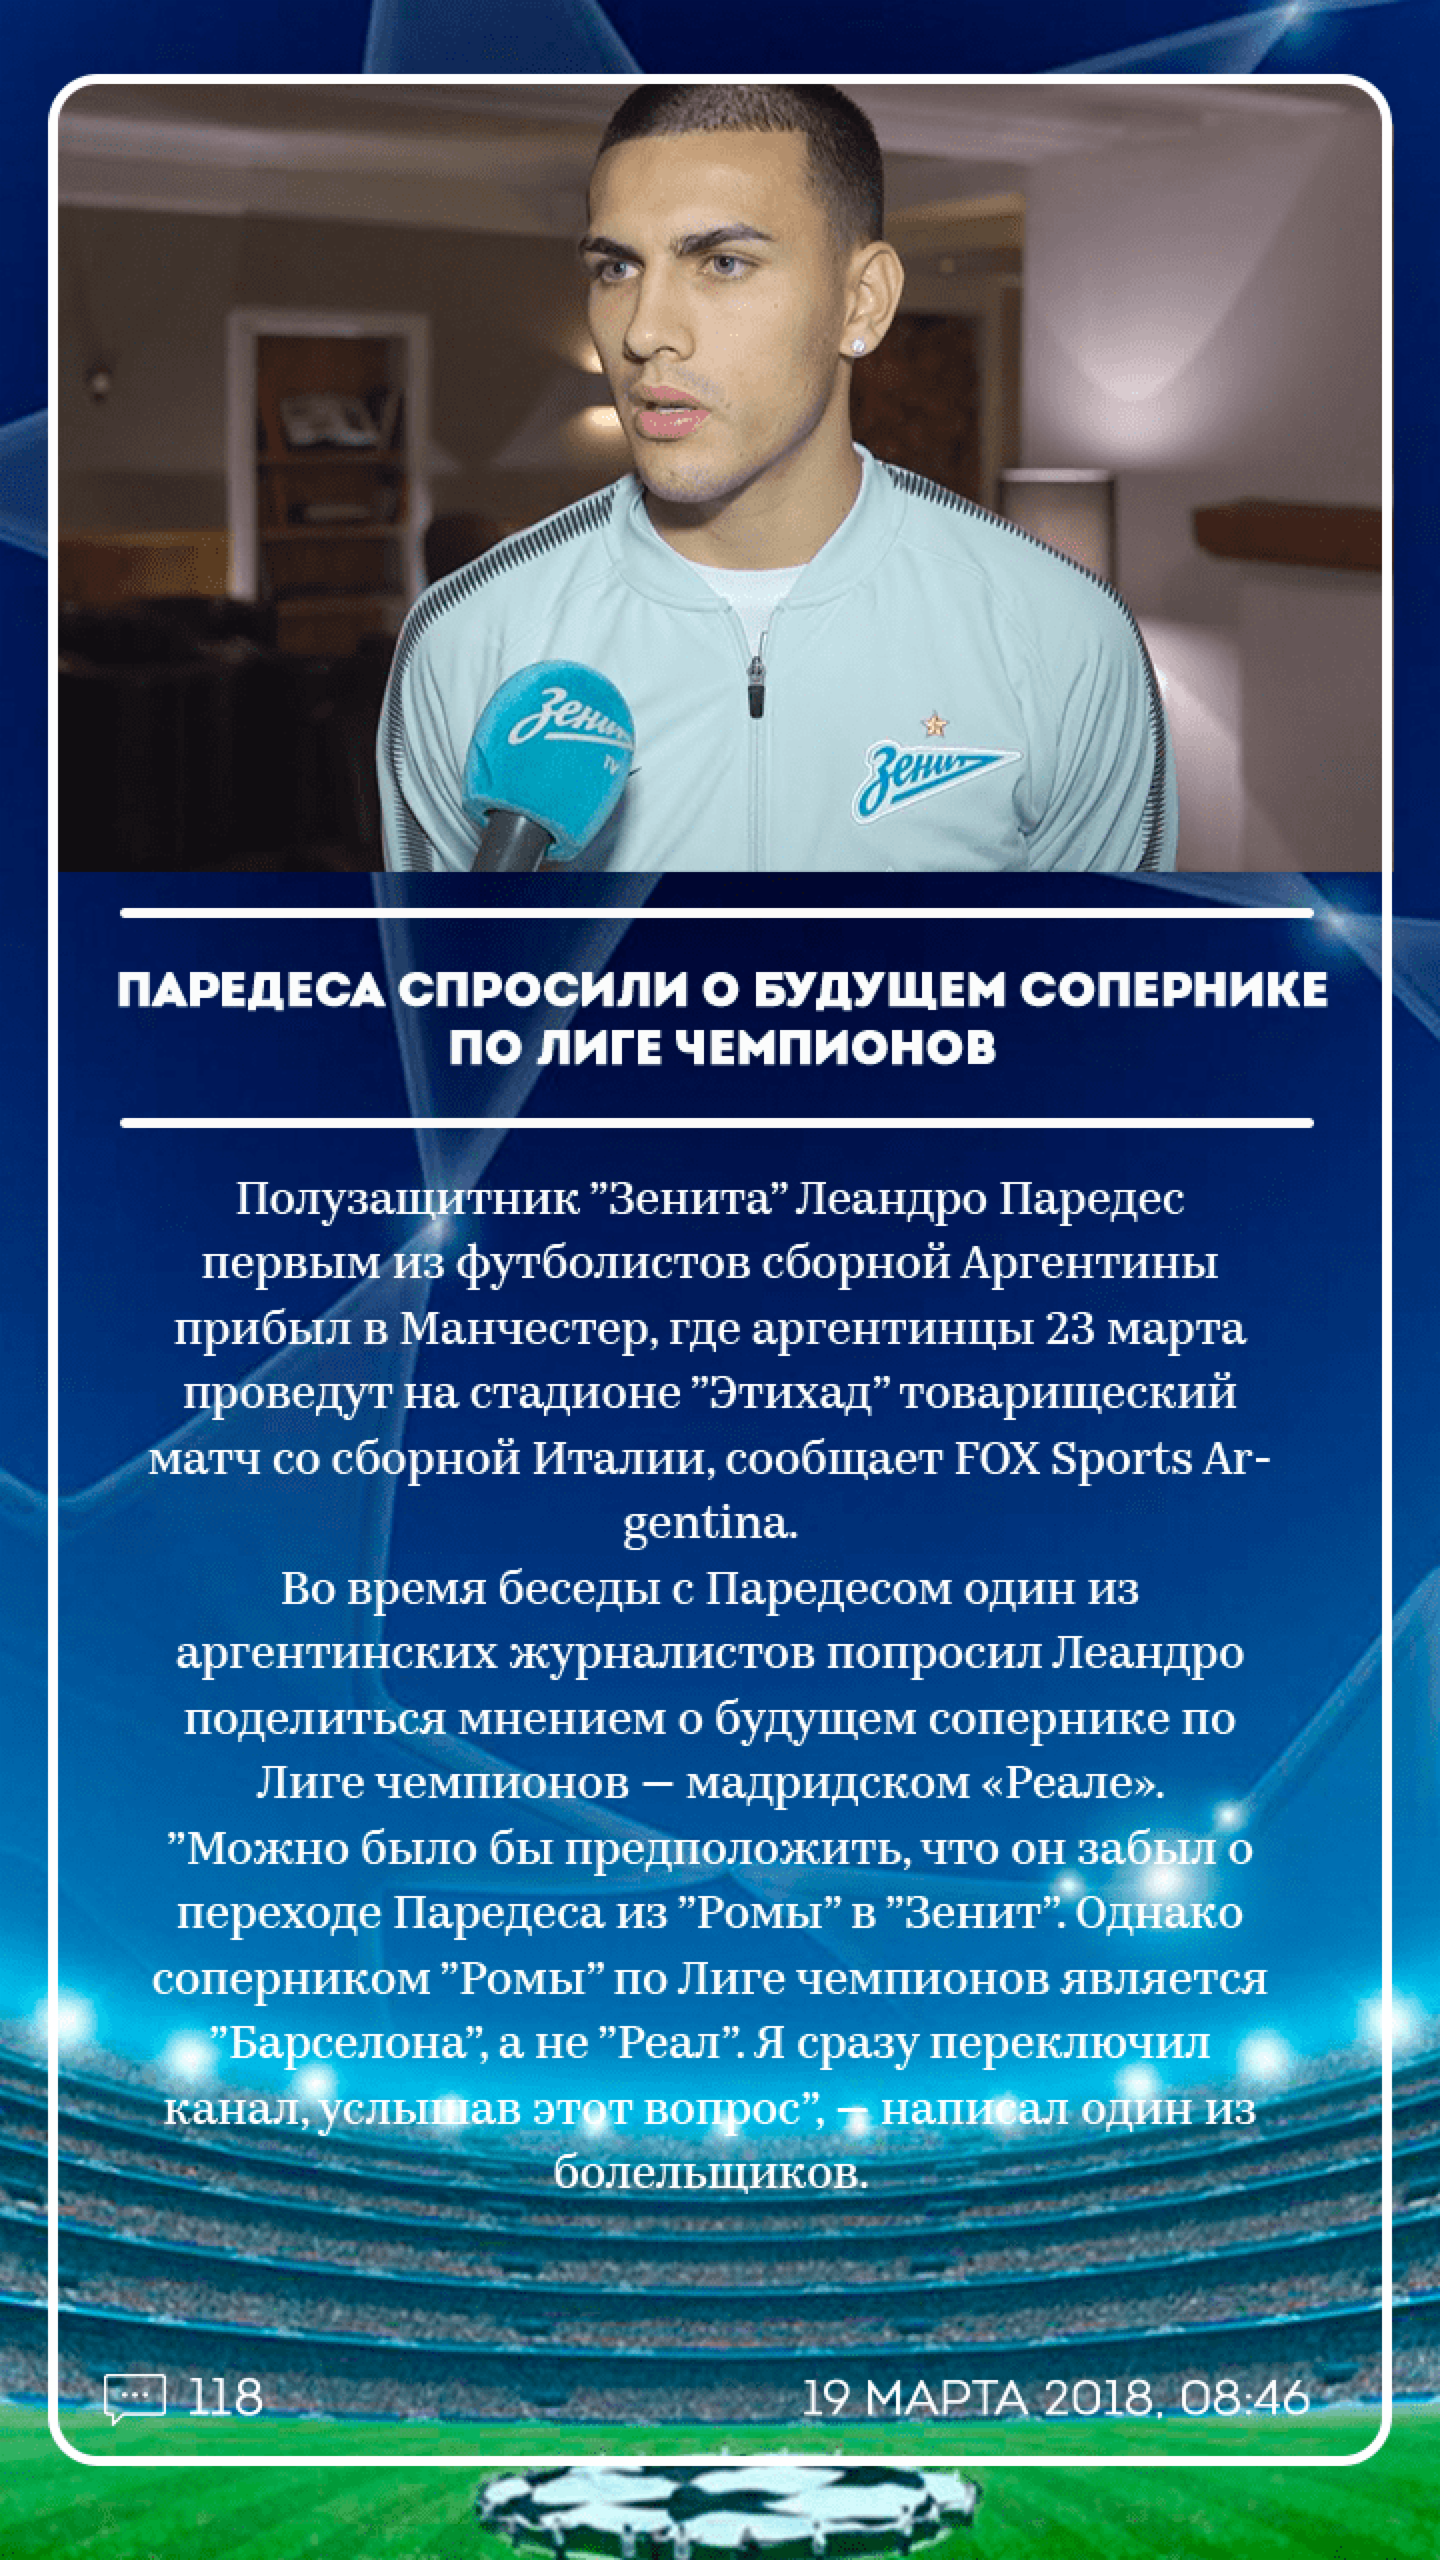 Зенит
TV
Зенит
ПАРЕДЕСА СПРОСИЛИ О БУДУЩЕМ СОПЕРНИКЕ
ПО ЛИГЕ ЧЕМПИОНОВ
Полузащитник ”Зенита” Леандро Паредес
первым из футболистов сборной Аргентины
прибыл в Манчестер, где аргентинцы 23 марта
проведут на стадионе ”Этихад” товарищеский
матч со сборной Италии, сообщает FOX Sports Ar-
gentina.
Во время беседы с Паредесом один из
аргентинских журналистов попросил Леандро
поделиться мнением о будущем сопернике по
Лиге чемпионов — мадридском «Реале».
”Можно было бы предположить, что он забыл о
переходе Паредеса из ”Ромы” в ”Зенит”. Однако
соперником ”Ромы” по Лиге чемпионов является
”Барселона”, а не ”Реал”. Я сразу переключил
канал, услышав этот вопрос”, — написал один из
болельщиков.
118
19 МАРТА 2018, 08:46